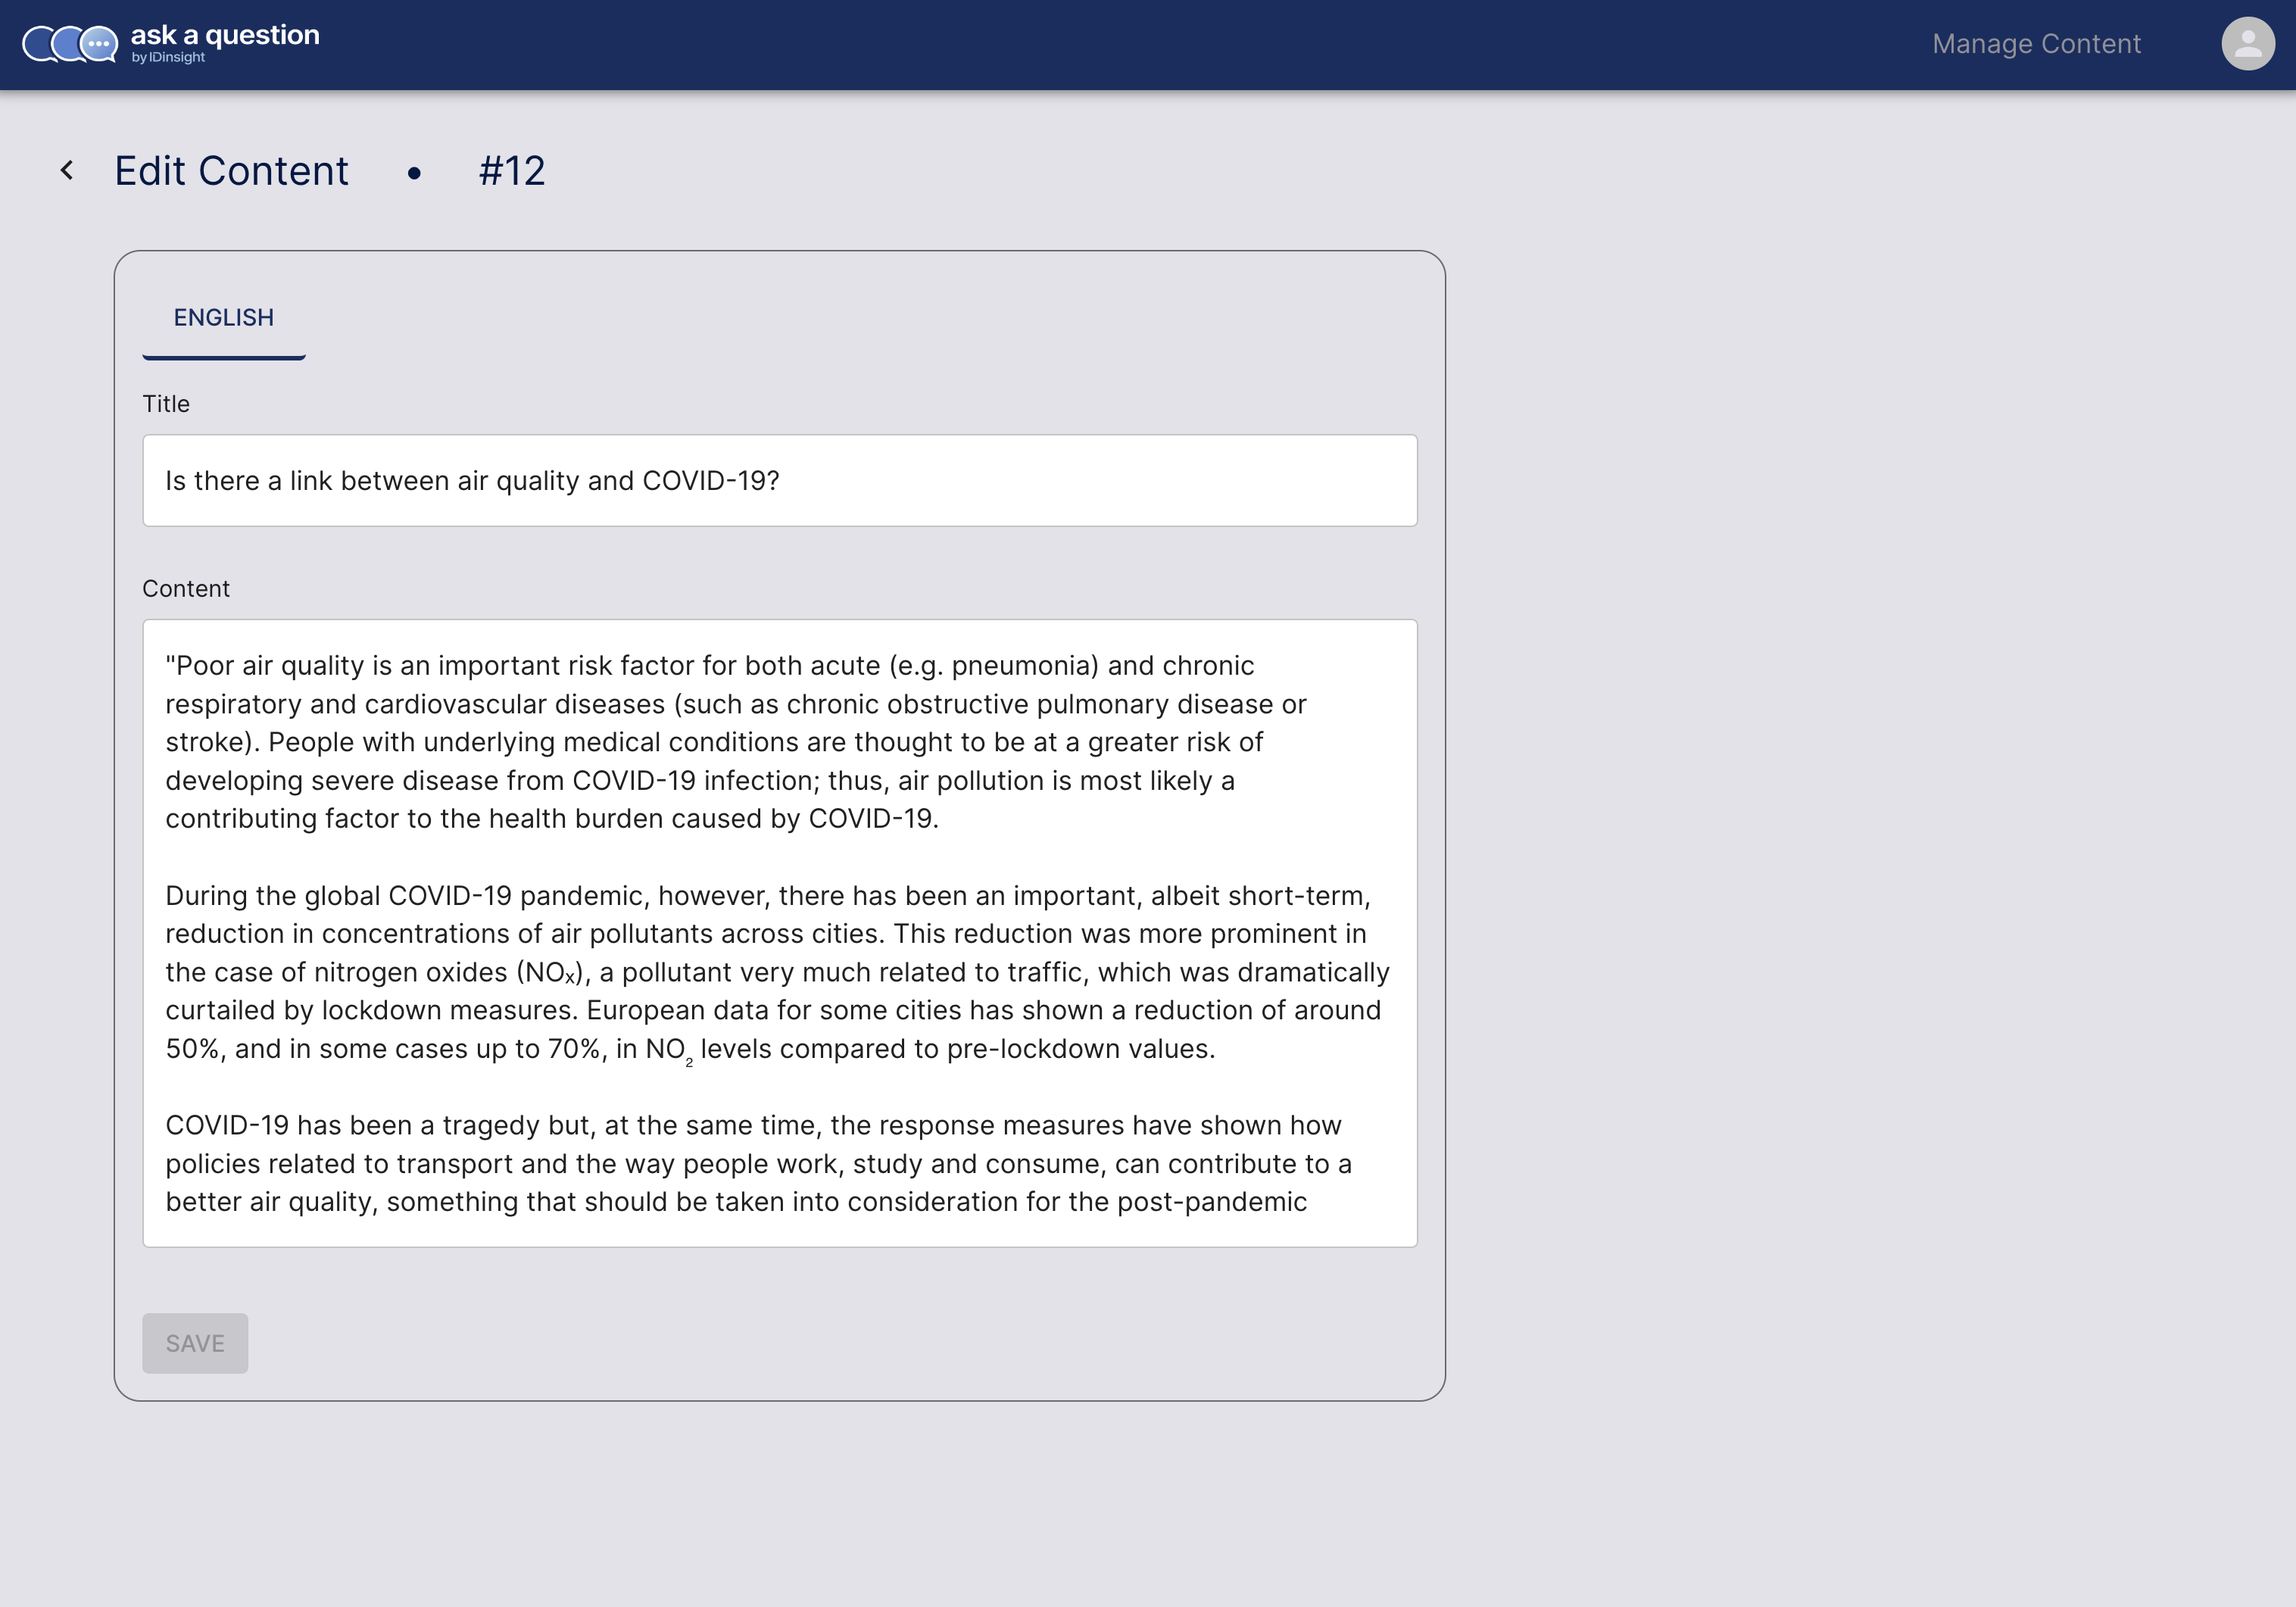 ask a question
by IDinsight
Manage Content
Edit Content • #12
ENGLISH
Title
Is there a link between air quality and COVID-19?
Content
"Poor air quality is an important risk factor for both acute (e.g. pneumonia) and chronic
respiratory and cardiovascular diseases (such as chronic obstructive pulmonary disease or
stroke). People with underlying medical conditions are thought to be at a greater risk of
developing severe disease from COVID-19 infection; thus, air pollution is most likely a
contributing factor to the health burden caused by COVID-19.
During the global COVID-19 pandemic, however, there has been an important, albeit short-term,
reduction in concentrations of air pollutants across cities. This reduction was more prominent in
the case of nitrogen oxides (NOₓ), a pollutant very much related to traffic, which was dramatically
curtailed by lockdown measures. European data for some cities has shown a reduction of around
50%, and in some cases up to 70%, in NO₂ levels compared to pre-lockdown values.
COVID-19 has been a tragedy but, at the same time, the response measures have shown how
policies related to transport and the way people work, study and consume, can contribute to a
better air quality, something that should be taken into consideration for the post-pandemic
SAVE